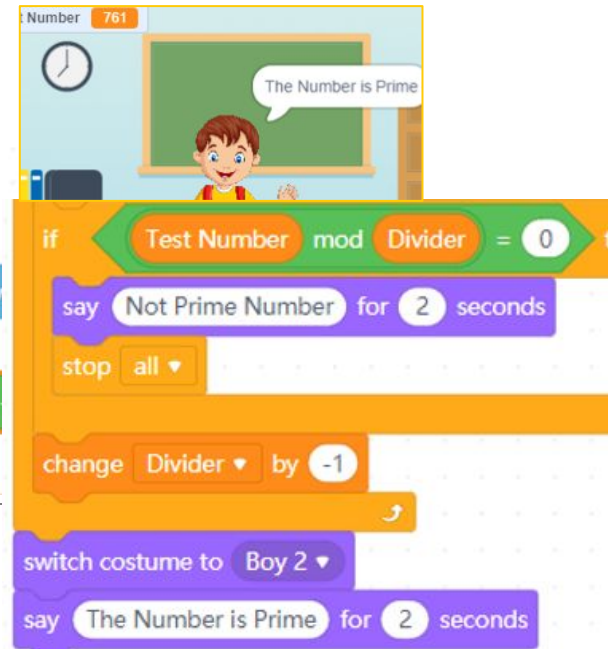 Number 761
The Number is Prime
if Test Number mod Divider = 0
say Not Prime Number for 2 seconds
stop all
change Divider by -1
switch costume to Boy 2
say The Number is Prime for 2 seconds